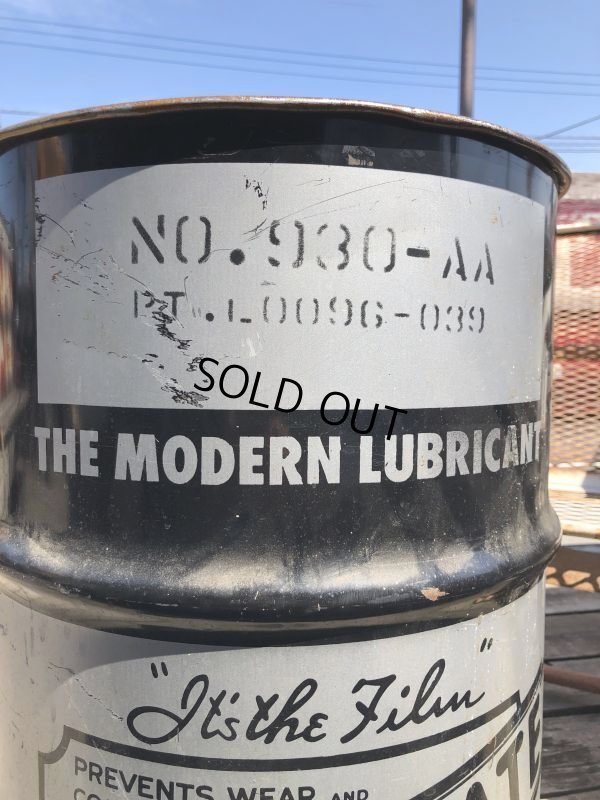 NO. 930-AA
PT. L0096-039
SOLD OUT
THE MODERN LUBRICANT
"It's the Film"
PREVENTS WEAR AND